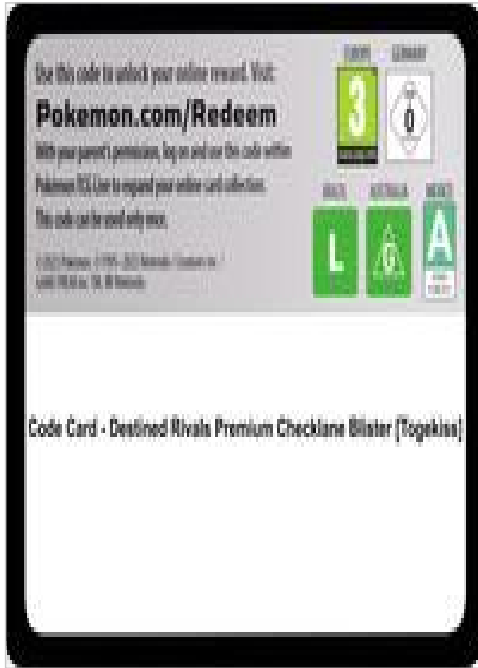 Use this code to unlock your online reward. Visit:
Pokemon.com/Redeem
With your parent's permission, log on and use this code within
Pokémon TCG Live to expand your online card collection.
This code can be used only once.
EUROPE GERMANY
3
0
BRAZIL AUSTRALIA MEXICO
L
G
A
Code Card - Destined Rivals Premium Checklane Blister [Togekiss]